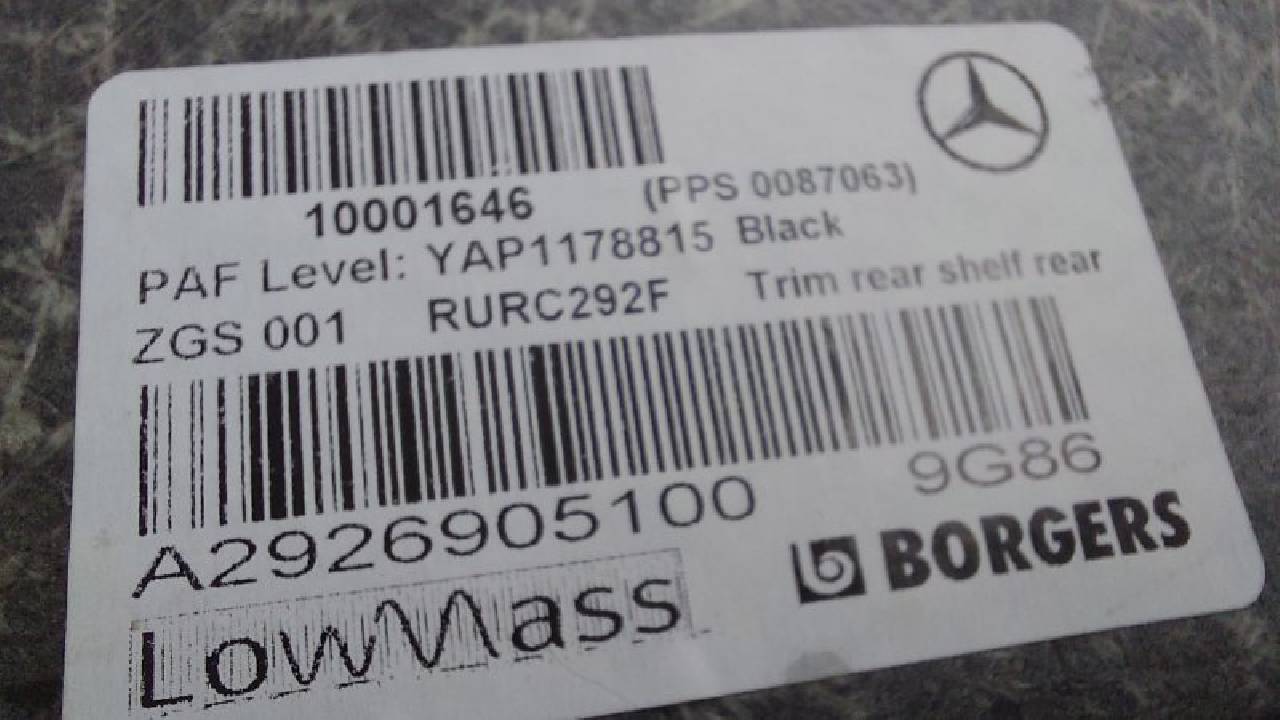 10001646 (PPS 0087063)
PAF Level: YAP1178815 Black
ZGS 001 RURC292F Trim rear shelf rear
A2926905100 9G86
LowMass BORGERS